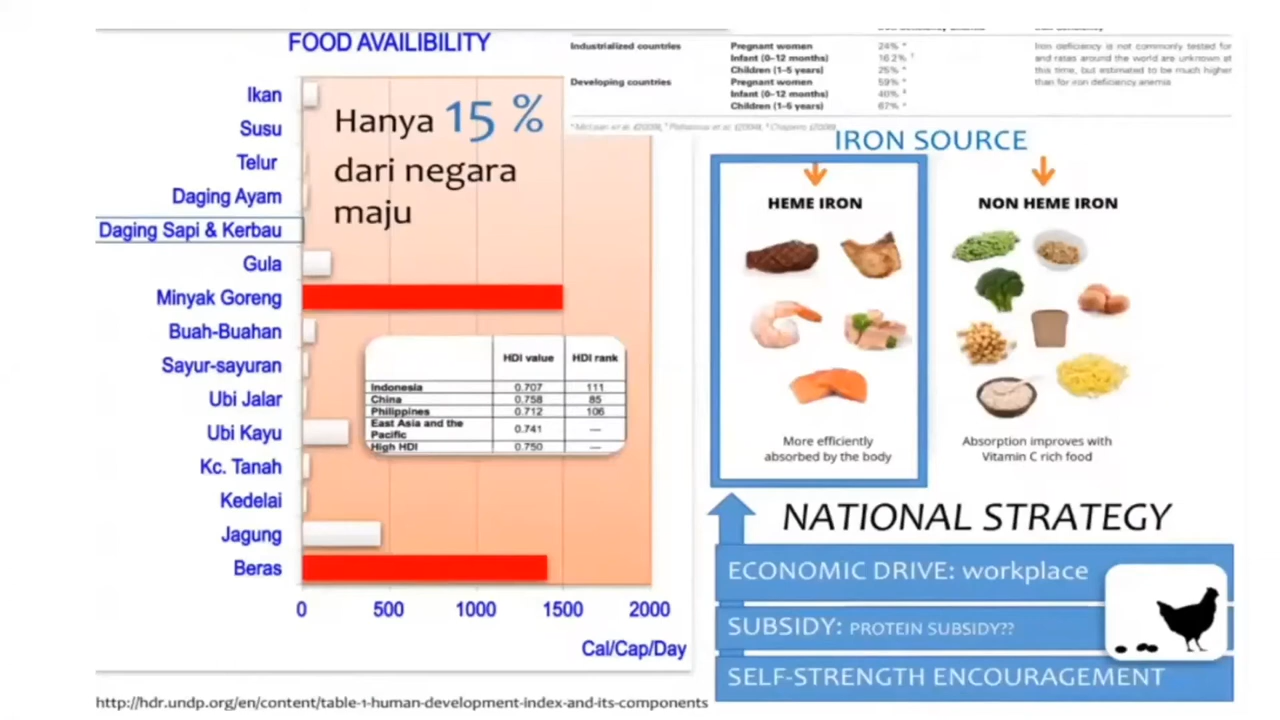 FOOD AVAILIBILITY
Ikan
Susu
Telur
Daging Ayam
Daging Sapi & Kerbau
Gula
Minyak Goreng
Buah-Buahan
Sayur-sayuran
Ubi Jalar
Ubi Kayu
Kc. Tanah
Kedelai
Jagung
Beras
0 500 1000 1500 2000
Cal/Cap/Day
Hanya 15 %
dari negara
maju
HDI value HDI rank
Indonesia 0.707 111
China 0.758 85
Philippines 0.712 106
East Asia and the
Pacific 0.741 —
High HDI 0.750 —
Industrialized countries Pregnant women 24% * Iron deficiency is not commonly tested for
Infant (0–12 months) 16.2% † and rates around the world are unknown at
Children (1–5 years) 25% * this time, but estimated to be much higher
Developing countries Pregnant women 59% * than for iron deficiency anemia
Infant (0–12 months) 40%
Children (1–6 years) 67% *
IRON SOURCE
HEME IRON
More efficiently
absorbed by the body
NON HEME IRON
Absorption improves with
Vitamin C rich food
NATIONAL STRATEGY
ECONOMIC DRIVE: workplace
SUBSIDY: PROTEIN SUBSIDY??
SELF-STRENGTH ENCOURAGEMENT
http://hdr.undp.org/en/content/table-1-human-development-index-and-its-components